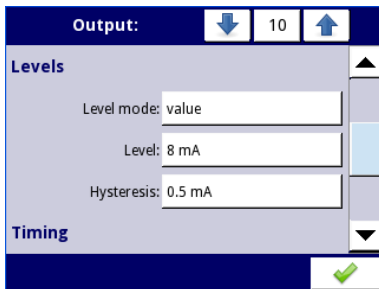 Output: 10
Levels
Level mode: value
Level: 8 mA
Hysteresis: 0.5 mA
Timing